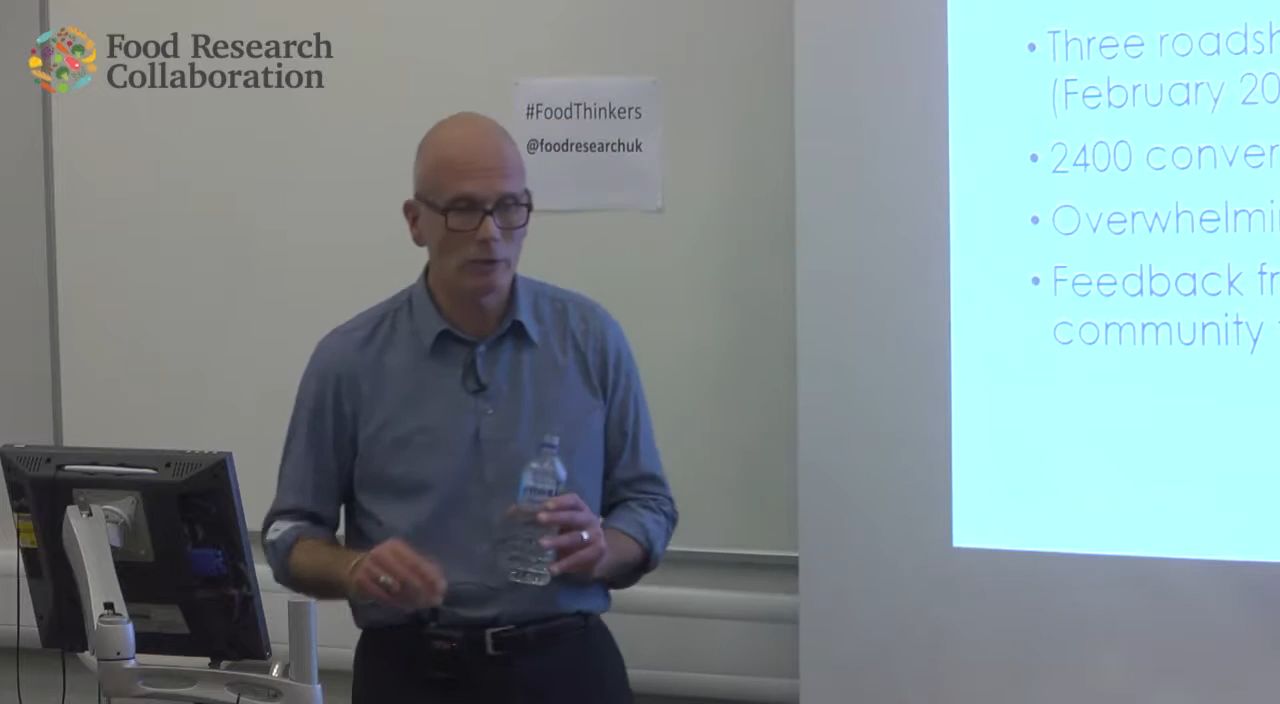 Food Research
Collaboration
#FoodThinkers
@foodresearchuk
• Three roadsh
(February 20
• 2400 conver
• Overwhelmi
• Feedback fr
community